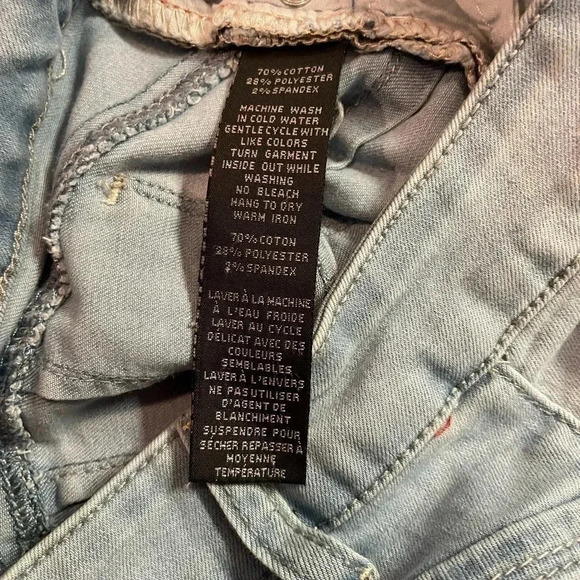 70% COTTON
28% POLYESTER
2% SPANDEX
MACHINE WASH
IN COLD WATER
GENTLE CYCLE WITH
LIKE COLORS
TURN GARMENT
INSIDE OUT WHILE
WASHING
NO BLEACH
HANG TO DRY
WARM IRON
70% COTON
28% POLYESTER
2% SPANDEX
LAVER À LA MACHINE
À L'EAU FROIDE
LAVER AU CYCLE
DÉLICAT AVEC DES
COULEURS
SEMBLABLES
LAVER À L'ENVERS
NE PAS UTILISER
D'AGENT DE
BLANCHIMENT
SUSPENDRE POUR
SÉCHER REPASSER À
MOYENNE
TEMPÉRATURE